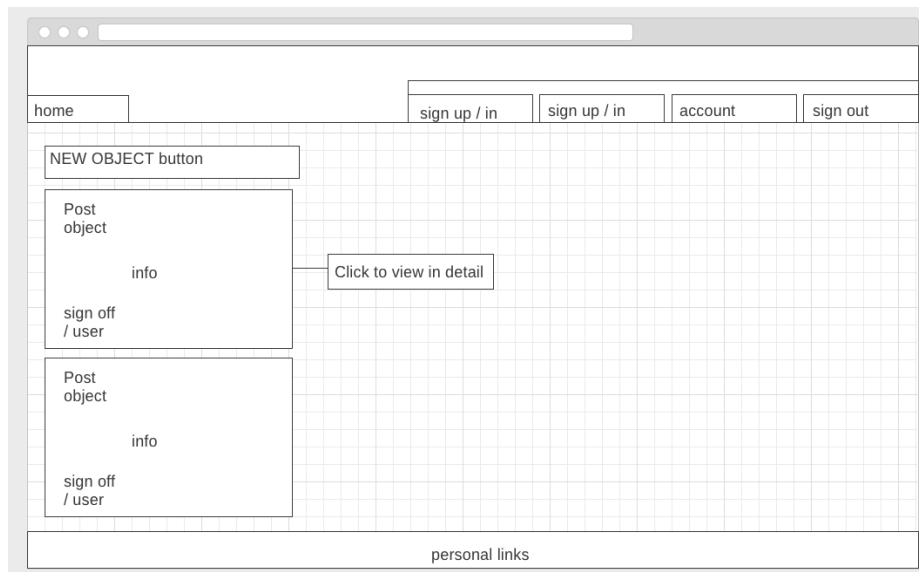 home
sign up / in
sign up / in
account
sign out
NEW OBJECT button
Post
object
info
Click to view in detail
sign off
/ user
Post
object
info
sign off
/ user
personal links